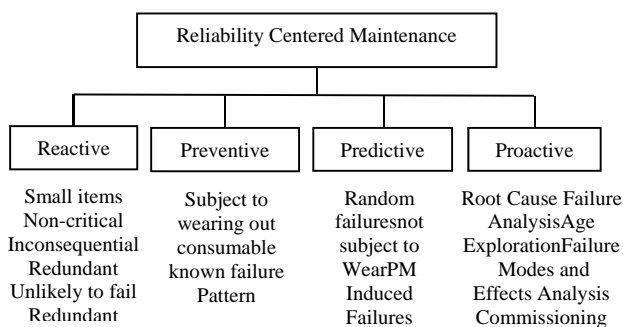 Reliability Centered Maintenance
Reactive
Preventive
Predictive
Proactive
Small items
Non-critical
Inconsequential
Redundant
Unlikely to fail
Redundant
Subject to
wearing out
consumable
known failure
Pattern
Random
failuresnot
subject to
WearPM
Induced
Failures
Root Cause Failure
AnalysisAge
ExplorationFailure
Modes and
Effects Analysis
Commissioning